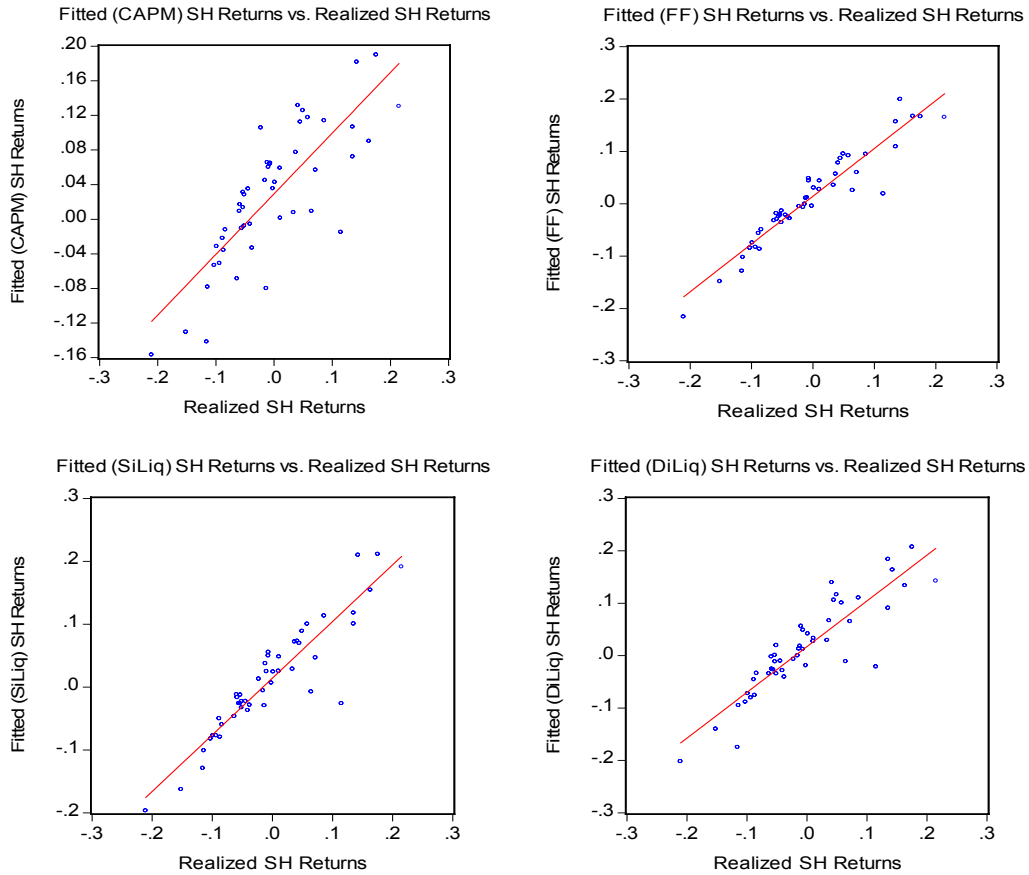 Fitted (CAPM) SH Returns vs. Realized SH Returns
.20
.16
.12
.08
.04
.00
-.04
-.08
-.12
-.16
Fitted (CAPM) SH Returns
-.3 -.2 -.1 .0 .1 .2 .3
Realized SH Returns
Fitted (FF) SH Returns vs. Realized SH Returns
.3
.2
.1
.0
-.1
-.2
-.3
Fitted (FF) SH Returns
-.3 -.2 -.1 .0 .1 .2 .3
Realized SH Returns
Fitted (SiLiq) SH Returns vs. Realized SH Returns
.3
.2
.1
.0
-.1
-.2
Fitted (SiLiq) SH Returns
-.3 -.2 -.1 .0 .1 .2 .3
Realized SH Returns
Fitted (DiLiq) SH Returns vs. Realized SH Returns
.3
.2
.1
.0
-.1
-.2
-.3
Fitted (DiLiq) SH Returns
-.3 -.2 -.1 .0 .1 .2 .3
Realized SH Returns